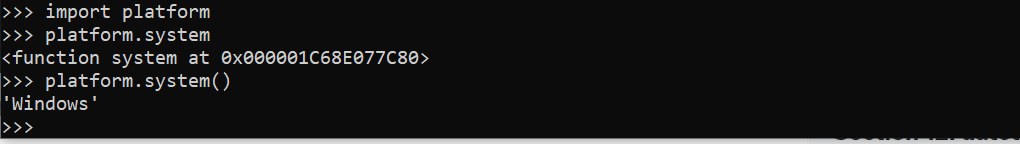 >>> import platform
>>> platform.system
<function system at 0x000001C68E077C80>
>>> platform.system()
'Windows'
>>>